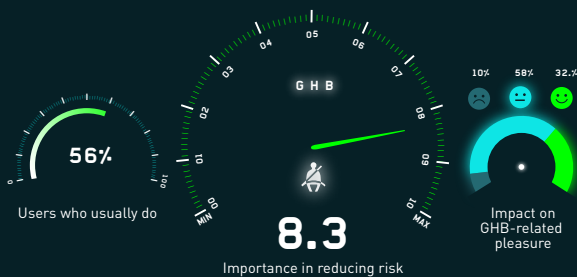 05
04
06
03
07
GHB
10%
58%
32.%
02
08
56%
01
09
0
100
00
10
MIN
MAX
Users who usually do
8.3
Impact on
GHB-related
pleasure
Importance in reducing risk